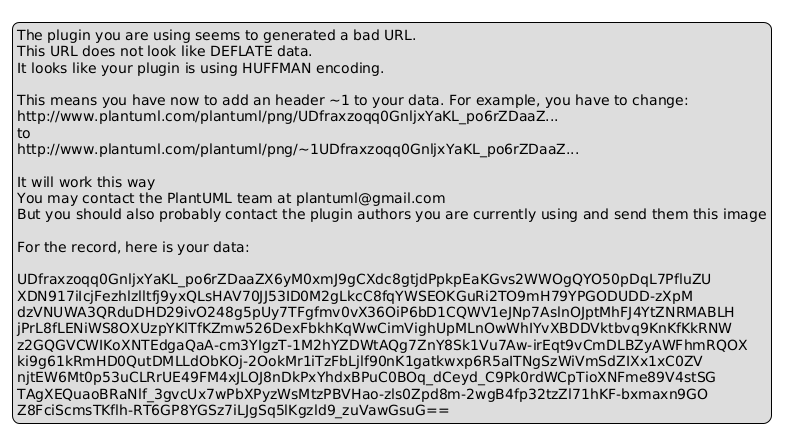 The plugin you are using seems to generated a bad URL.
This URL does not look like DEFLATE data.
It looks like your plugin is using HUFFMAN encoding.
This means you have now to add an header ~1 to your data. For example, you have to change:
http://www.plantuml.com/plantuml/png/UDfraxzoqq0GnljxYaKL_po6rZDaaZ...
to
http://www.plantuml.com/plantuml/png/~1UDfraxzoqq0GnljxYaKL_po6rZDaaZ...
It will work this way
You may contact the PlantUML team at plantuml@gmail.com
But you should also probably contact the plugin authors you are currently using and send them this image
For the record, here is your data:
UDfraxzoqq0GnljxYaKL_po6rZDaaZX6yM0xmJ9gCXdc8gtjdPpkpEaKGvs2WWOgQYO50pDqL7PfluZU
XDN917iIcjFezhlzlltfj9yxQLsHAV70JJ53ID0M2gLkcC8fqYWSEOKGuRi2TO9mH79YPGODUDD-zXpM
dzVNUWA3QRduDHD29ivO248g5pUy7TFgfmv0vX36OiP6bD1CQWV1eJNp7AsInOJptMhFJ4YtZNRMABLH
jPrL8fLENiWS8OXUzpYKlTfKZmw526DexFbkhKqWwCimVighUpMLnOwWhIYvXBDDVktbvq9KnKfKkRNW
z2GQGVCWIKoXNTEdgaQaA-cm3YIgzT-1M2hYZDWtAQg7ZnY8Sk1Vu7Aw-irEqt9vCmDLBZyAWFhmRQOX
ki9g61kRmHD0QutDMLLdObKOj-2OokMr1iTzFbLjlf90nK1gatkwxp6R5alTNgSzWiVmSdZIXx1xC0ZV
njtEW6Mt0p53uCLRrUE49FM4xJLOJ8nDkPxYhdxBPuC0BOq_dCeyd_C9Pk0rdWCpTioXNFme89V4stSG
TAgXEQuaoBRaNlf_3gvcUx7wPbXPyzWsMtzPBVHao-zls0Zpd8m-2wgB4fp32tzZl71hKF-bxmaxn9GO
Z8FciScmsTKflh-RT6GP8YGSz7iLJgSq5lKgzld9_zuVawGsuG==